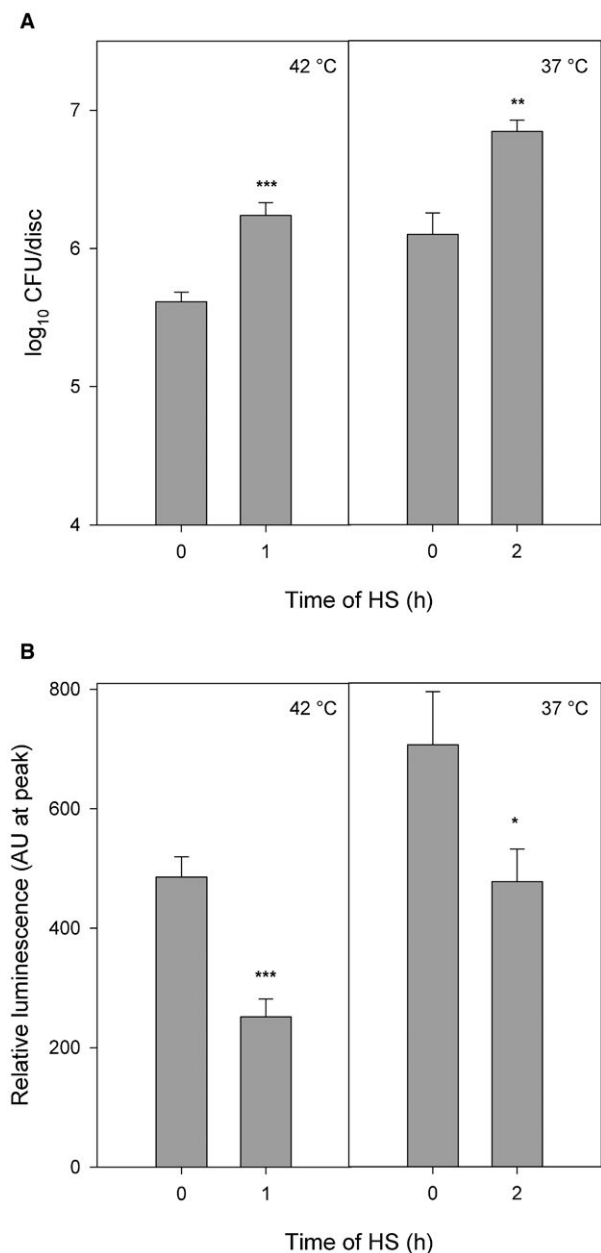 A
42 °C
37 °C
7
6
5
4
log10 CFU/disc
***
**
0
1
0
2
Time of HS (h)
B
42 °C
37 °C
800
600
400
200
0
Relative luminescence (AU at peak)
***
*
0
1
0
2
Time of HS (h)